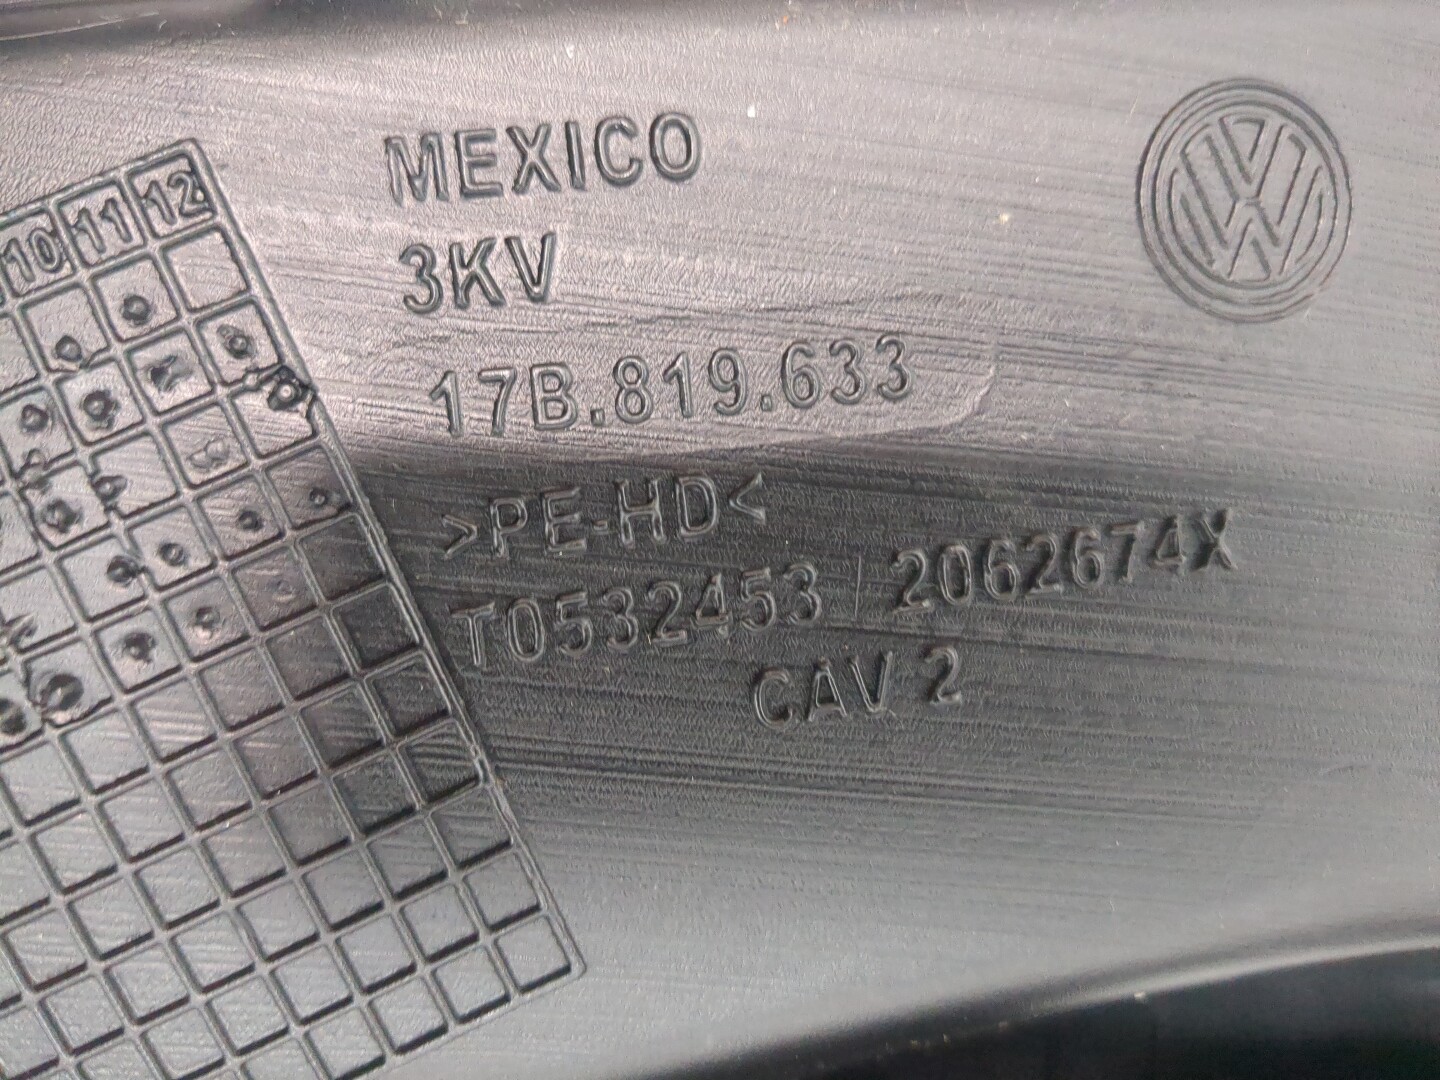 MEXICO
3KV
17B.819.633
>PE-HD<
T0532453 | 2062674X
CAV 2
10 11 12